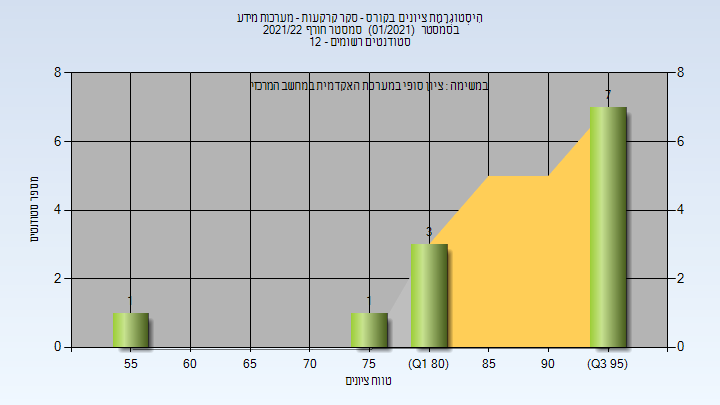 היסטוגרמת ציונים בקורס - סקר קרקעות - מערכות מידע
בסמסטר (01/2021) סמסטר חורף 2021/22
סטודנטים רשומים - 12
במשימה : ציון סופי במערכת האקדמית במחשב המרכזי
8 8
7
6 6
מספר סטודנטים
4 4
3
2 2
1 1
0 0
55 60 65 70 75 (Q1 80) 85 90 (Q3 95)
טווח ציונים